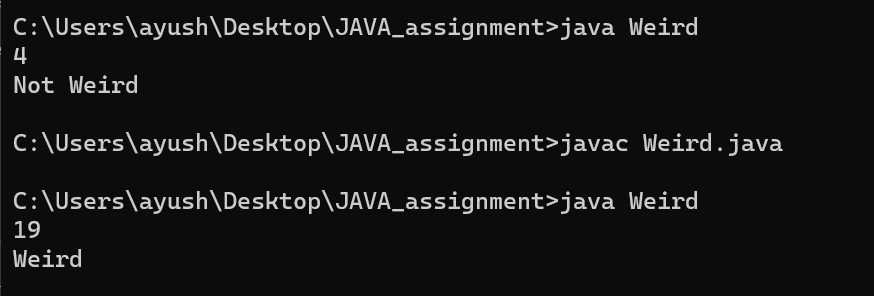 C:\Users\ayush\Desktop\JAVA_assignment>java Weird
4
Not Weird
C:\Users\ayush\Desktop\JAVA_assignment>javac Weird.java
C:\Users\ayush\Desktop\JAVA_assignment>java Weird
19
Weird